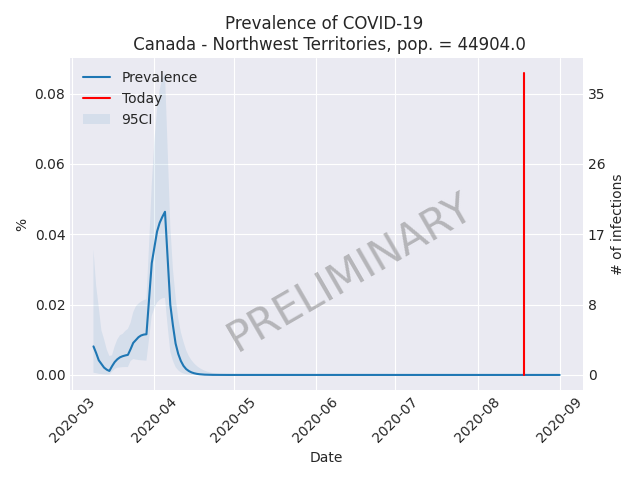 Prevalence of COVID-19
Canada - Northwest Territories, pop. = 44904.0
Prevalence
Today
95CI
0.08
0.06
0.04
0.02
0.00
%
35
26
17
8
0
# of infections
PRELIMINARY
2020-03
2020-04
2020-05
2020-06
2020-07
2020-08
2020-09
Date